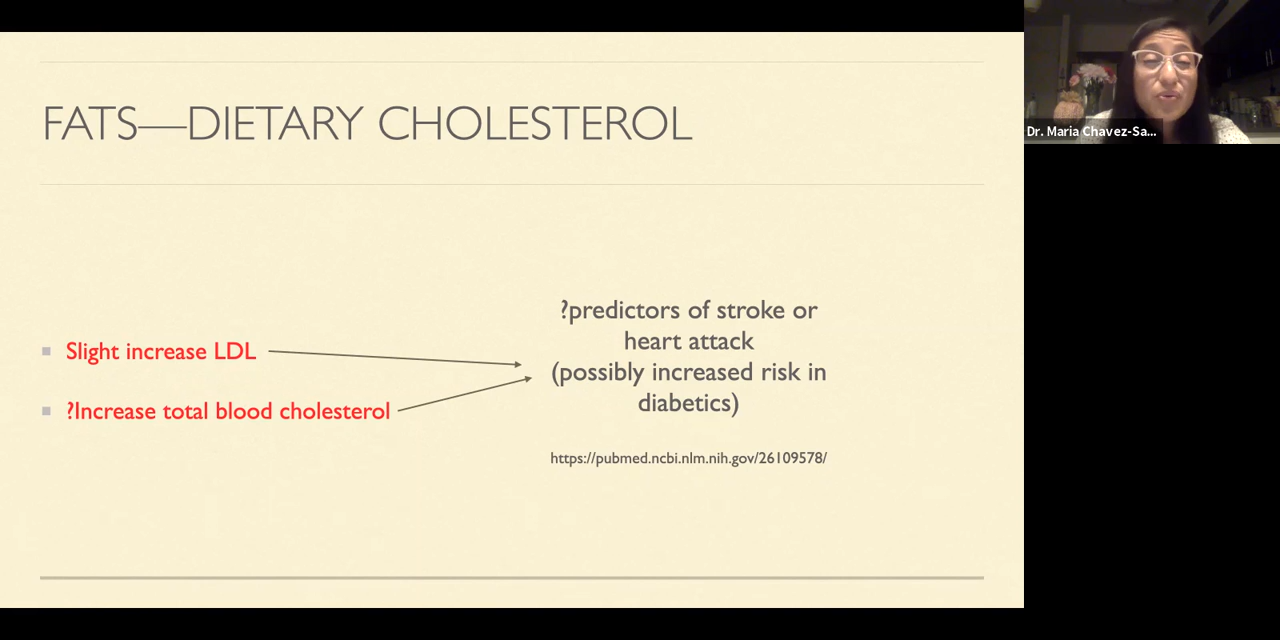 FATS—DIETARY CHOLESTEROL
Slight increase LDL
?Increase total blood cholesterol
?predictors of stroke or
heart attack
(possibly increased risk in
diabetics)
https://pubmed.ncbi.nlm.nih.gov/26109578/
Dr. Maria Chavez-Sa...